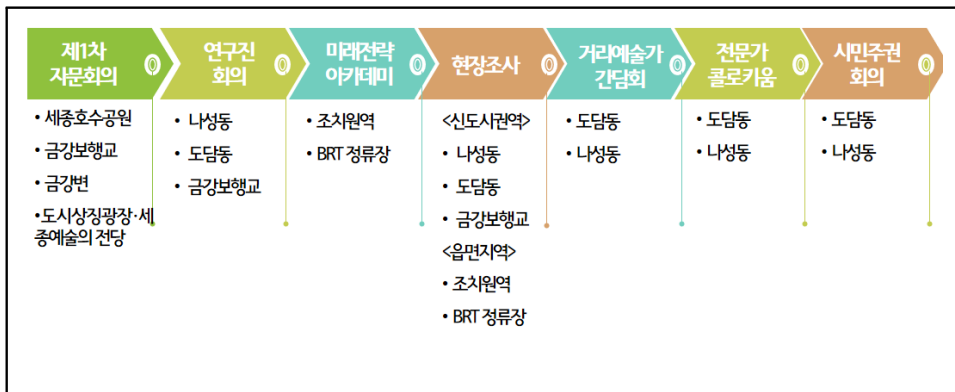 제1차
자문회의
• 세종호수공원
• 금강보행교
• 금강변
• 도시상징광장·세
종예술의 전당
연구진
회의
• 나성동
• 도담동
• 금강보행교
미래전략
아카데미
• 조치원역
• BRT 정류장
현장조사
<신도시권역>
• 나성동
• 도담동
• 금강보행교
<읍면지역>
• 조치원역
• BRT 정류장
거리예술가
간담회
• 도담동
• 나성동
전문가
콜로키움
• 도담동
• 나성동
시민주권
회의
• 도담동
• 나성동